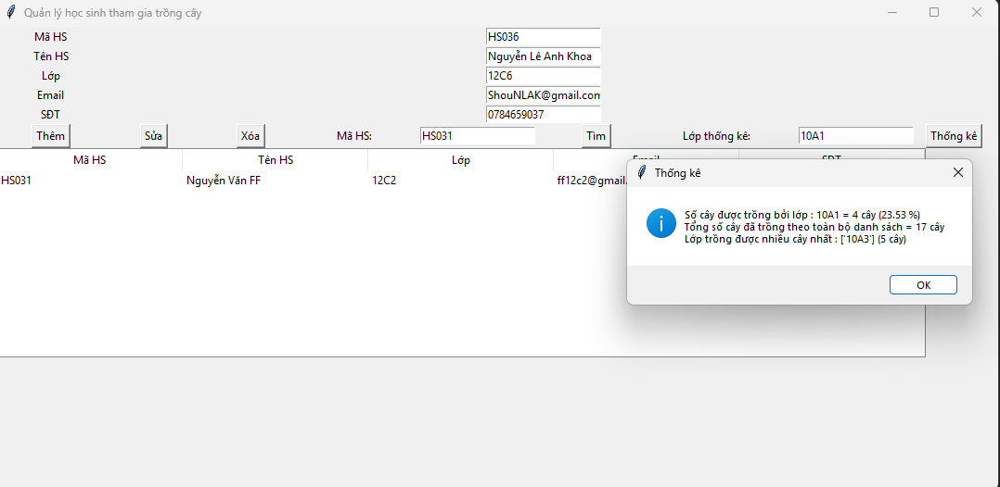 Quản lý học sinh tham gia trồng cây
Mã HS HS036
Tên HS Nguyễn Lê Anh Khoa
Lớp 12C6
Email ShouNLAK@gmail.com
SĐT 0784659037
Thêm Sửa Xóa Mã HS: HS031 Tìm Lớp thống kê: 10A1 Thống kê
Mã HS Tên HS Lớp Email SĐT
HS031 Nguyễn Văn FF 12C2 ff12c2@gmail.
Thống kê
Số cây được trồng bởi lớp : 10A1 = 4 cây (23.53 %)
Tổng số cây đã trồng theo toàn bộ danh sách = 17 cây
Lớp trồng được nhiều cây nhất : ['10A3'] (5 cây)
OK